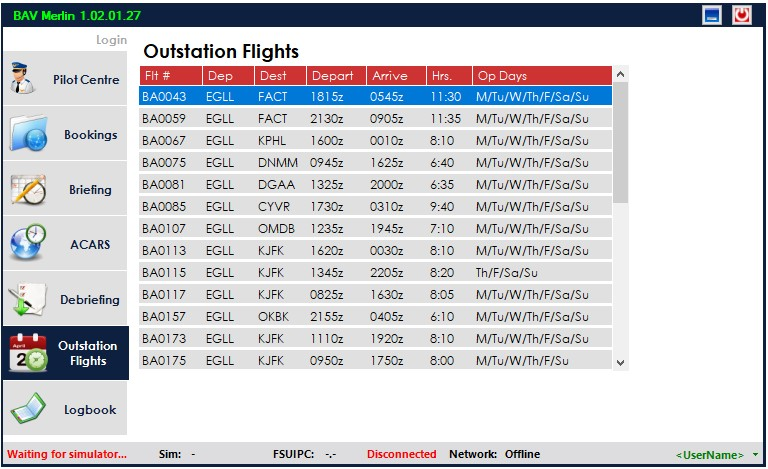 BAV Merlin 1.02.01.27
Login
Pilot Centre
Bookings
Briefing
ACARS
Debriefing
April
2
Outstation
Flights
Logbook
Outstation Flights
Flt # Dep Dest Depart Arrive Hrs. Op Days
BA0043 EGLL FACT 1815z 0545z 11:30 M/Tu/W/Th/F/Sa/Su
BA0059 EGLL FACT 2130z 0905z 11:35 M/Tu/W/Th/F/Sa/Su
BA0067 EGLL KPHL 1600z 0010z 8:10 M/Tu/W/Th/F/Sa/Su
BA0075 EGLL DNMM 0945z 1625z 6:40 M/Tu/W/Th/F/Sa/Su
BA0081 EGLL DGAA 1325z 2000z 6:35 M/Tu/W/Th/F/Sa/Su
BA0085 EGLL CYVR 1730z 0310z 9:40 M/Tu/W/Th/F/Sa/Su
BA0107 EGLL OMDB 1235z 1945z 7:10 M/Tu/W/Th/F/Sa/Su
BA0113 EGLL KJFK 1620z 0030z 8:10 M/Tu/W/Th/F/Sa/Su
BA0115 EGLL KJFK 1345z 2205z 8:20 Th/F/Sa/Su
BA0117 EGLL KJFK 0825z 1630z 8:05 M/Tu/W/Th/F/Sa/Su
BA0157 EGLL OKBK 2155z 0405z 6:10 M/Tu/W/Th/F/Sa/Su
BA0173 EGLL KJFK 1110z 1920z 8:10 M/Tu/W/Th/F/Sa/Su
BA0175 EGLL KJFK 0950z 1750z 8:00 M/Tu/W/Th/F/Su
Waiting for simulator... Sim: - FSUIPC: -.- Disconnected Network: Offline <UserName>